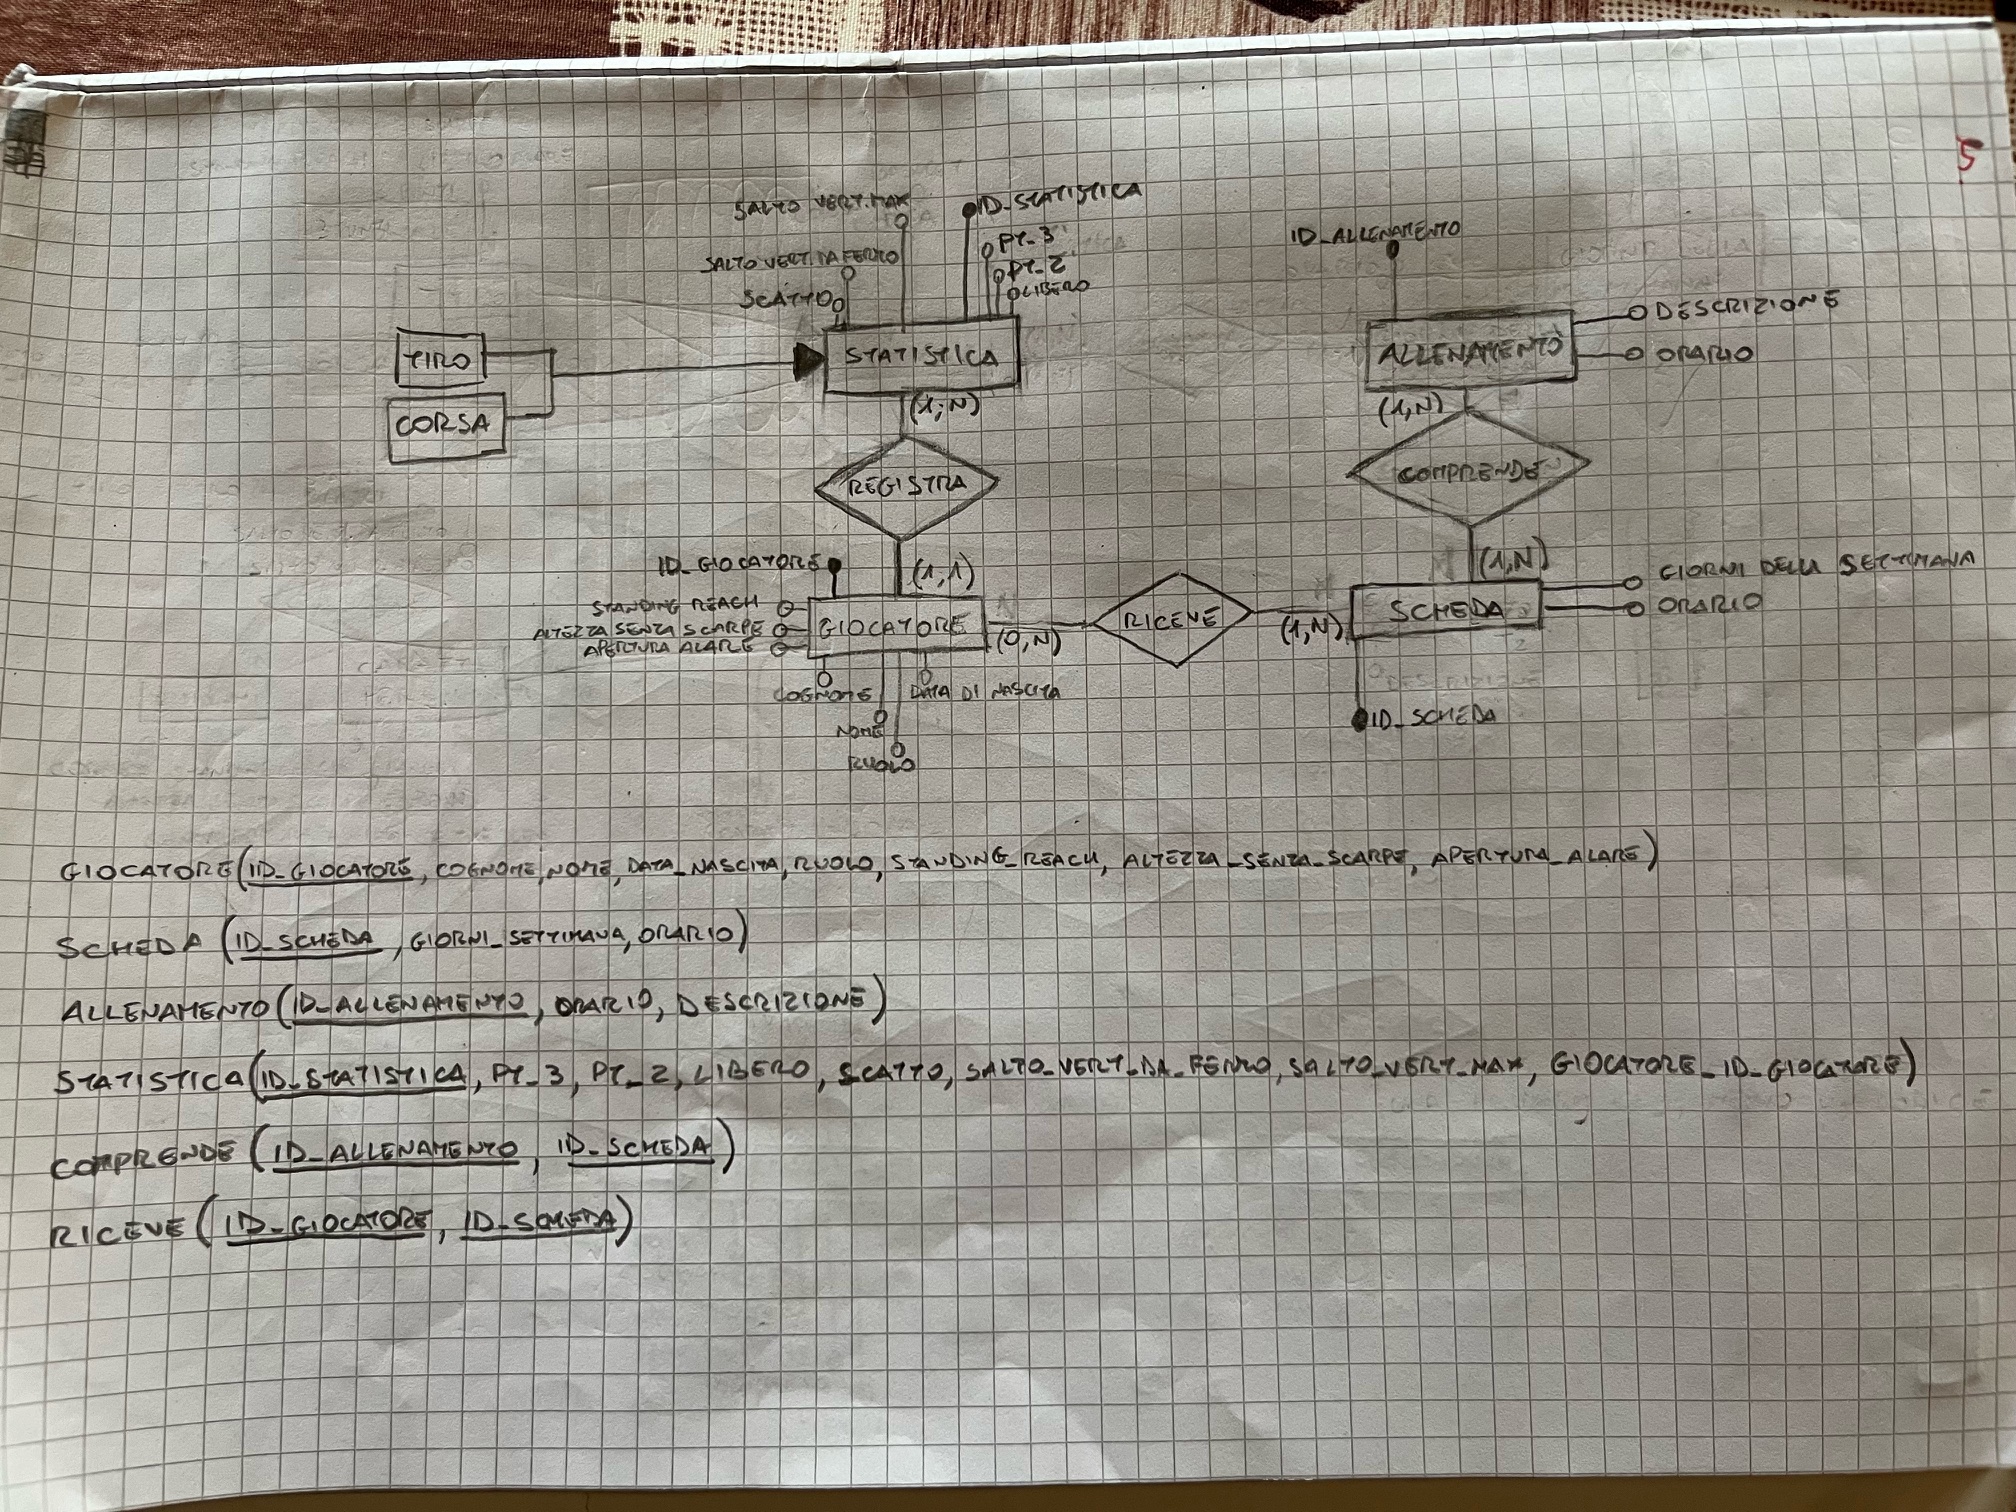 5
SALTO VERT.MAX
ID_STATISTICA
PT_3
SALTO VERT.DA FERMO
PT_2
SCATTO
LIBERO
ID_ALLENAMENTO
DESCRIZIONE
TIRO
STATISTICA
ALLENAMENTO
ORARIO
CORSA
(1,N)
(1,N)
REGISTRA
COMPRENDE
ID_GIOCATORE
(1,1)
(1,N)
GIORNI DELLA SETTIMANA
STANDING REACH
ALTEZZA SENZA SCARPE
APERTURA ALARE
GIOCATORE
(0,N)
RICEVE
(1,N)
SCHEDA
ORARIO
COGNOME
DATA DI NASCITA
NOME
RUOLO
ID_SCHEDA
GIOCATORE(ID_GIOCATORE, COGNOME, NOME, DATA_NASCITA, RUOLO, STANDING_REACH, ALTEZZA_SENZA_SCARPE, APERTURA_ALARE)
SCHEDA (ID_SCHEDA, GIORNI_SETTIMANA, ORARIO)
ALLENAMENTO(ID_ALLENAMENTO, ORARIO, DESCRIZIONE)
STATISTICA(ID_STATISTICA, PT_3, PT_2, LIBERO, SCATTO, SALTO_VERT_DA_FERMO, SALTO_VERT_MAX, GIOCATORE_ID_GIOCATORE)
COMPRENDE (ID_ALLENAMENTO, ID_SCHEDA)
RICEVE (ID_GIOCATORE, ID_SCHEDA)